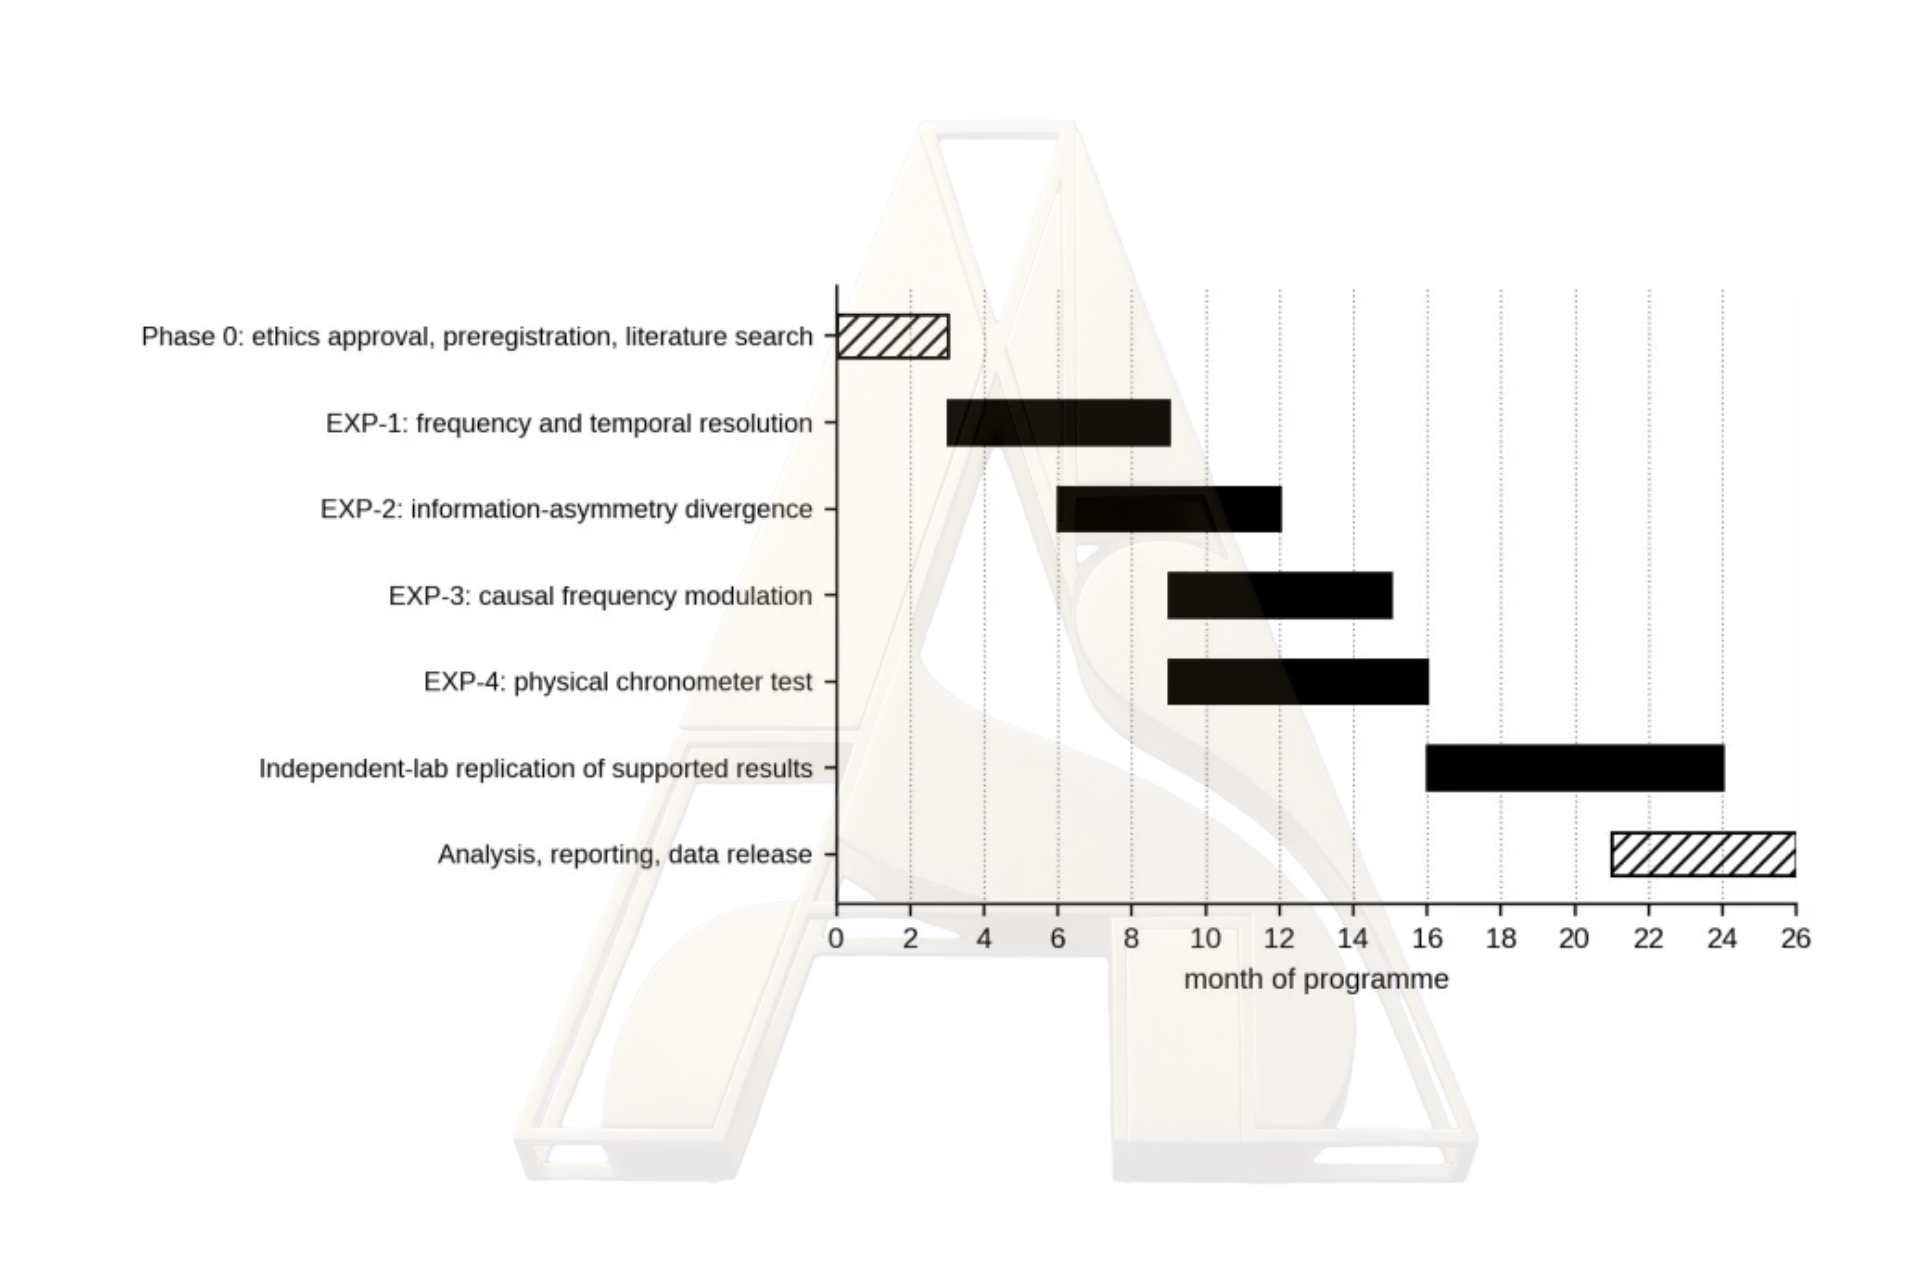 Phase 0: ethics approval, preregistration, literature search
EXP-1: frequency and temporal resolution
EXP-2: information-asymmetry divergence
EXP-3: causal frequency modulation
EXP-4: physical chronometer test
Independent-lab replication of supported results
Analysis, reporting, data release
0 2 4 6 8 10 12 14 16 18 20 22 24 26
month of programme